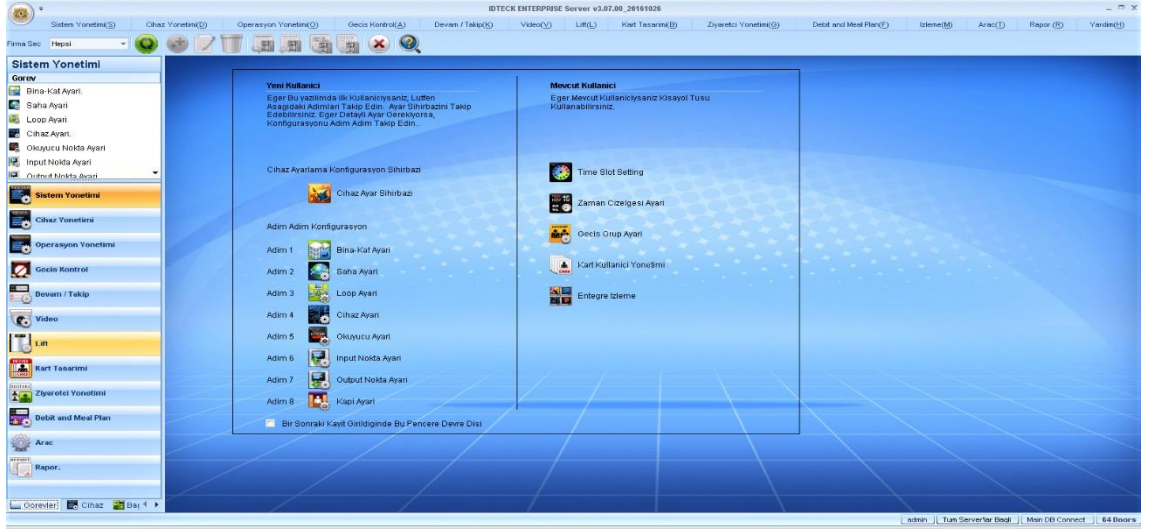 IDTECK ENTERPRISE Server v3.07.00_20161026
Sistem Yonetimi(S) Cihaz Yonetimi(D) Operasyon Yonetimi(O) Gecis Kontrol(A) Devam / Takip(K) Video(V) Lift(L) Kart Tasarimi(B) Ziyaretci Yonetimi(G) Debit and Meal Plan(F) Izleme(M) Arac(T) Rapor.(R) Yardim(H)
Firma Sec Hepsi
Sistem Yonetimi
Gorev
Bina-Kat Ayari.
Saha Ayari
Loop Ayari
Cihaz Ayari.
Okuyucu Nokta Ayari
Input Nokta Ayari
Output Nokta Ayari
Sistem Yonetimi
Cihaz Yonetimi
Operasyon Yonetimi
Gecis Kontrol
Devam / Takip
Video
Lift
Kart Tasarimi
Ziyaretci Yonetimi
Debit and Meal Plan
Arac
Rapor.
Gorevler Cihaz
Yeni Kullanici
Eger Bu yazilimda Ilk Kullaniciysaniz, Lutfen
Asagidaki Adimlari Takip Edin. Ayar Sihirbazini Takip
Edebilirsiniz. Eger Detayli Ayar Gerekiyorsa,
Konfigurasyonu Adim Adim Takip Edin..
Cihaz Ayarlama Konfigurasyon Sihirbazi
Cihaz Ayar Sihirbazi
Adim Adim Konfigurasyon
Adim 1 Bina-Kat Ayari
Adim 2 Saha Ayari
Adim 3 Loop Ayari
Adim 4 Cihaz Ayari
Adim 5 Okuyucu Ayari
Adim 6 Input Nokta Ayari
Adim 7 Output Nokta Ayari
Adim 8 Kapi Ayari
Bir Sonraki Kayit Girildiginde Bu Pencere Devre Disi
Mevcut Kullanici
Eger Mevcut Kullaniciysaniz Kisayol Tusu
Kullanabilirsiniz.
Time Slot Setting
Zaman Cizelgesi Ayari
Gecis Grup Ayari
Kart Kullanici Yonetimi
Entegre Izleme
admin Tum Serverlar Bagli Main DB Connect 64 Doors